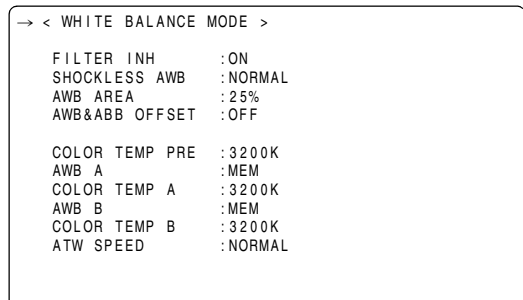 → < WHITE BALANCE MODE >
FILTER INH :ON
SHOCKLESS AWB :NORMAL
AWB AREA :25%
AWB&ABB OFFSET :OFF
COLOR TEMP PRE :3200K
AWB A :MEM
COLOR TEMP A :3200K
AWB B :MEM
COLOR TEMP B :3200K
ATW SPEED :NORMAL